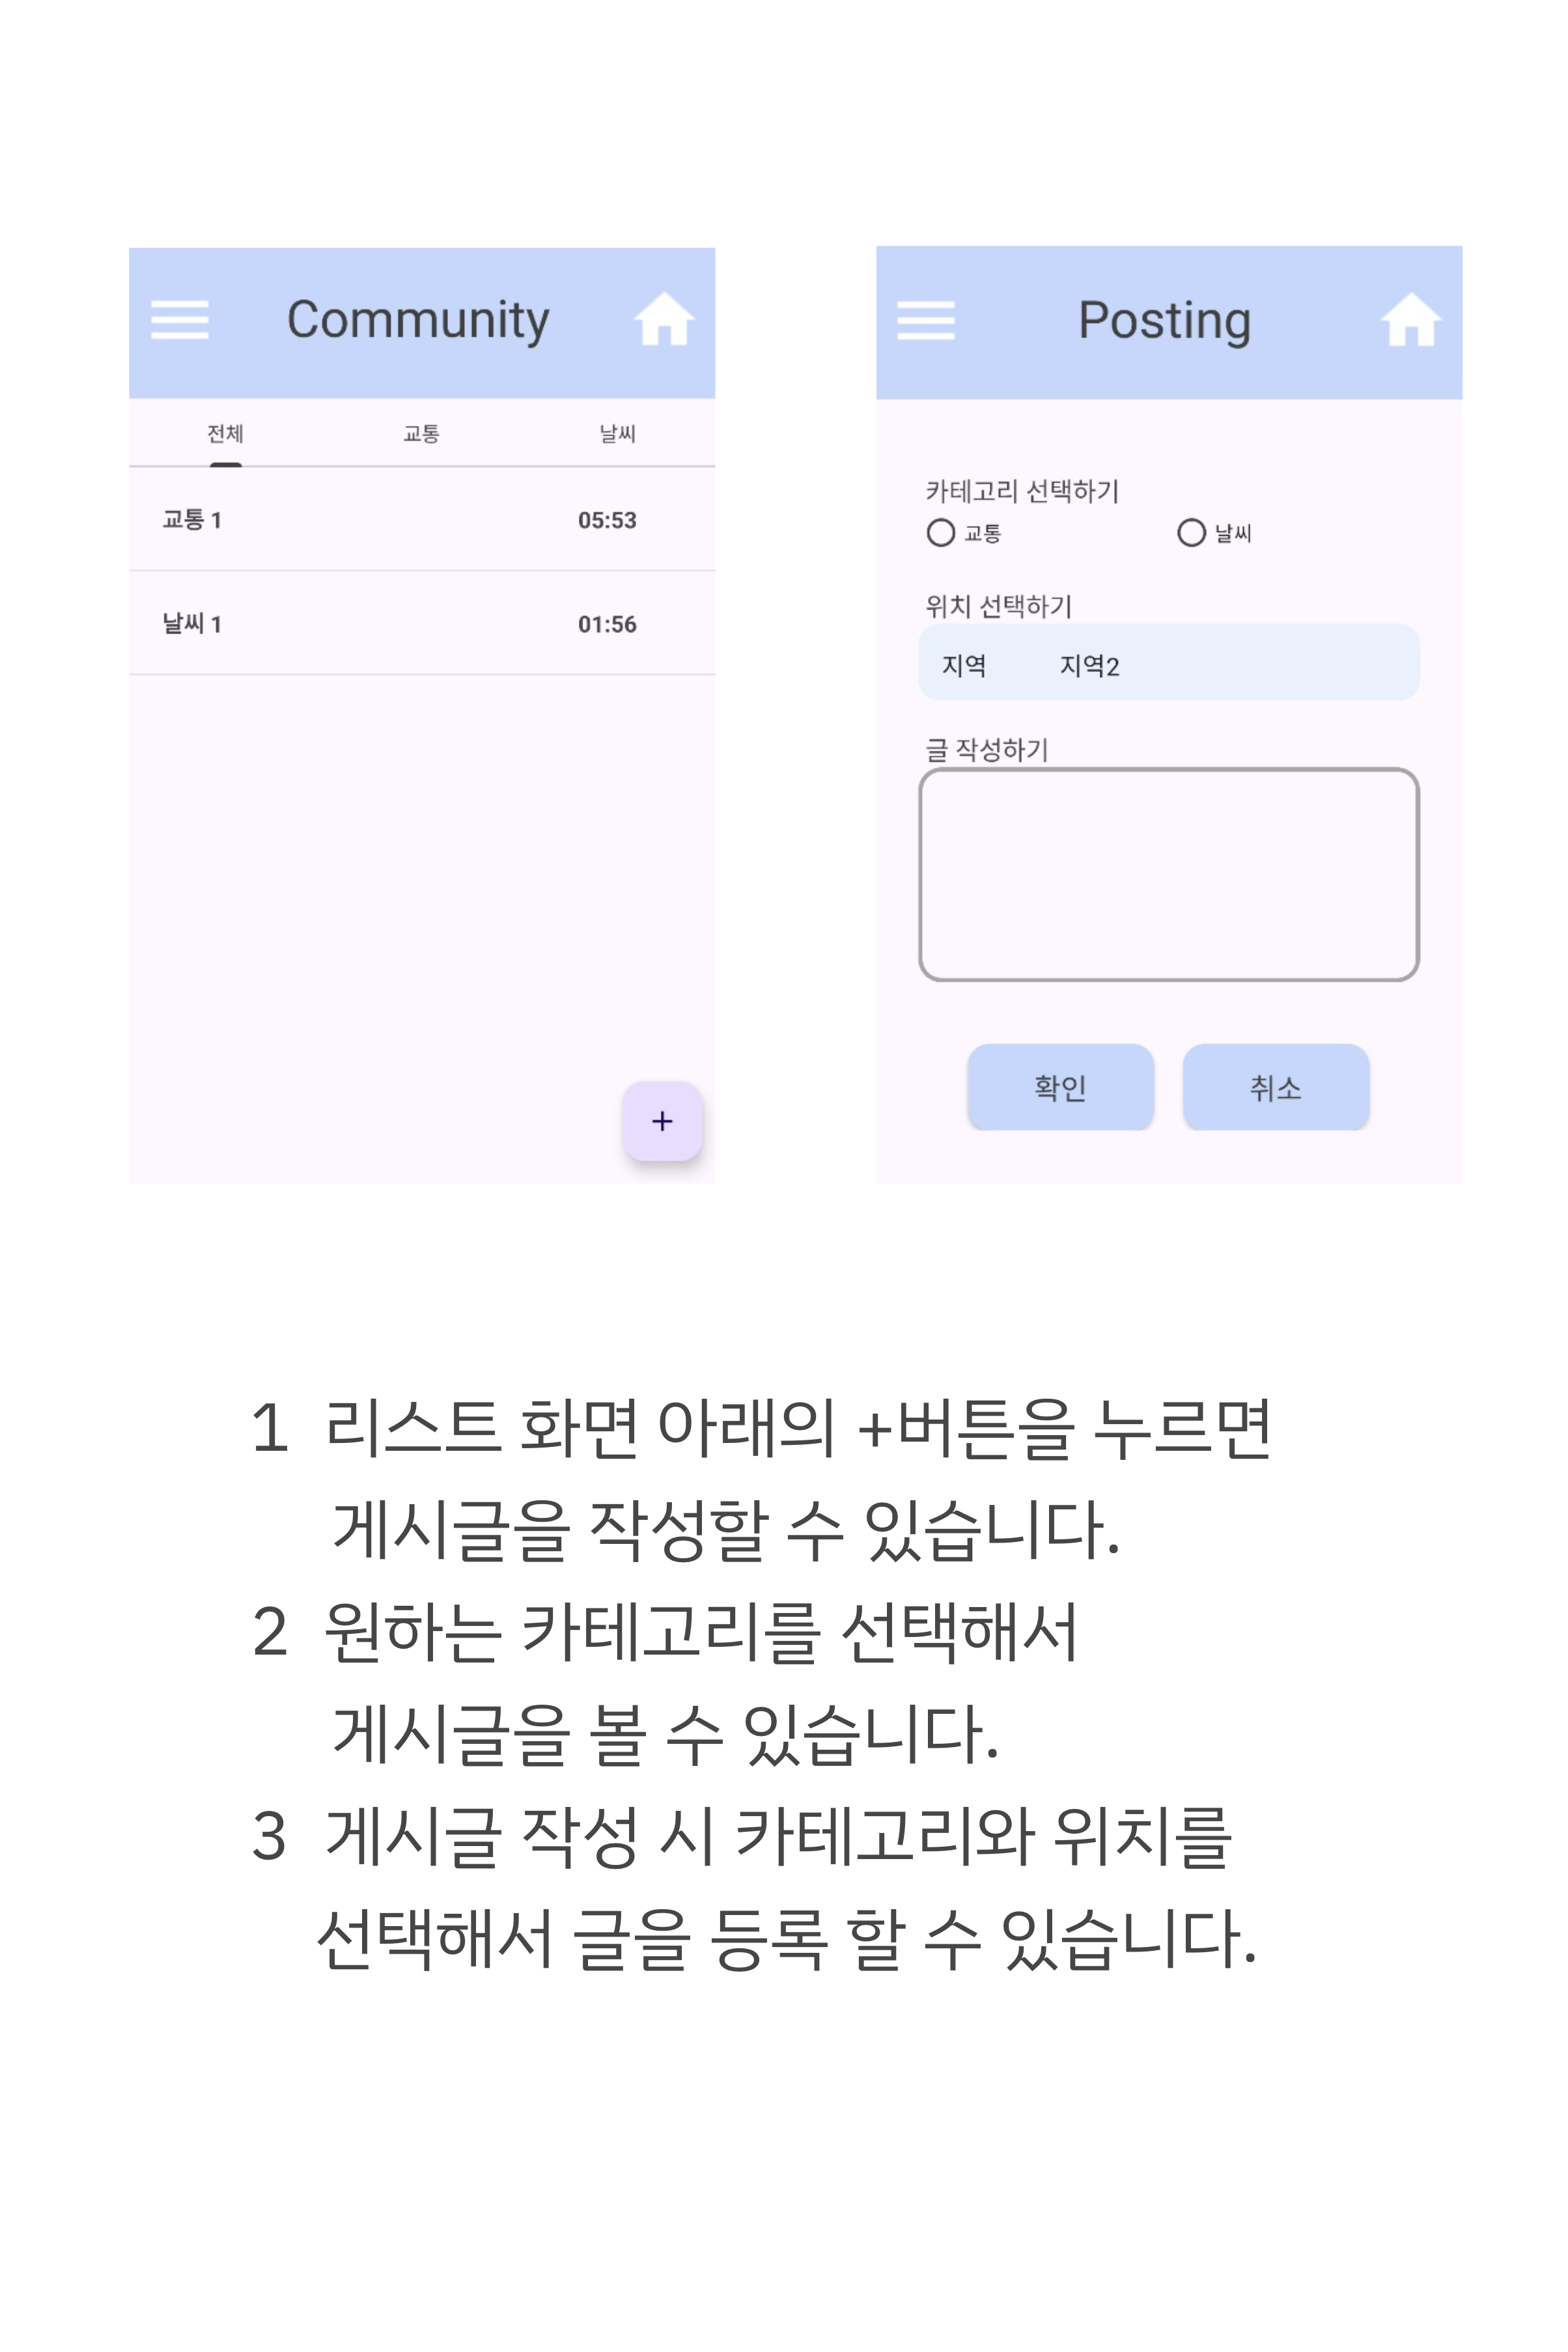 Community
전체 교통 날씨
교통 1 05:53
날씨 1 01:56
+
Posting
카테고리 선택하기
교통 날씨
위치 선택하기
지역 지역2
글 작성하기
확인 취소
1 리스트 화면 아래의 +버튼을 누르면
게시글을 작성할 수 있습니다.
2 원하는 카테고리를 선택해서
게시글을 볼 수 있습니다.
3 게시글 작성 시 카테고리와 위치를
선택해서 글을 등록 할 수 있습니다.